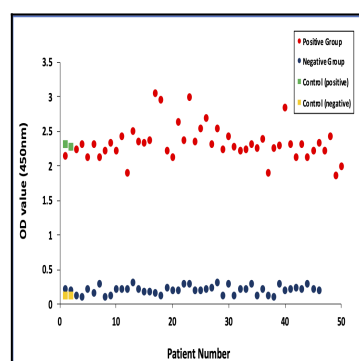 Positive Group
Negative Group
Control (positive)
Control (negative)
OD value (450nm)
3.5
3
2.5
2
1.5
1
0.5
0
0
10
20
30
40
50
Patient Number